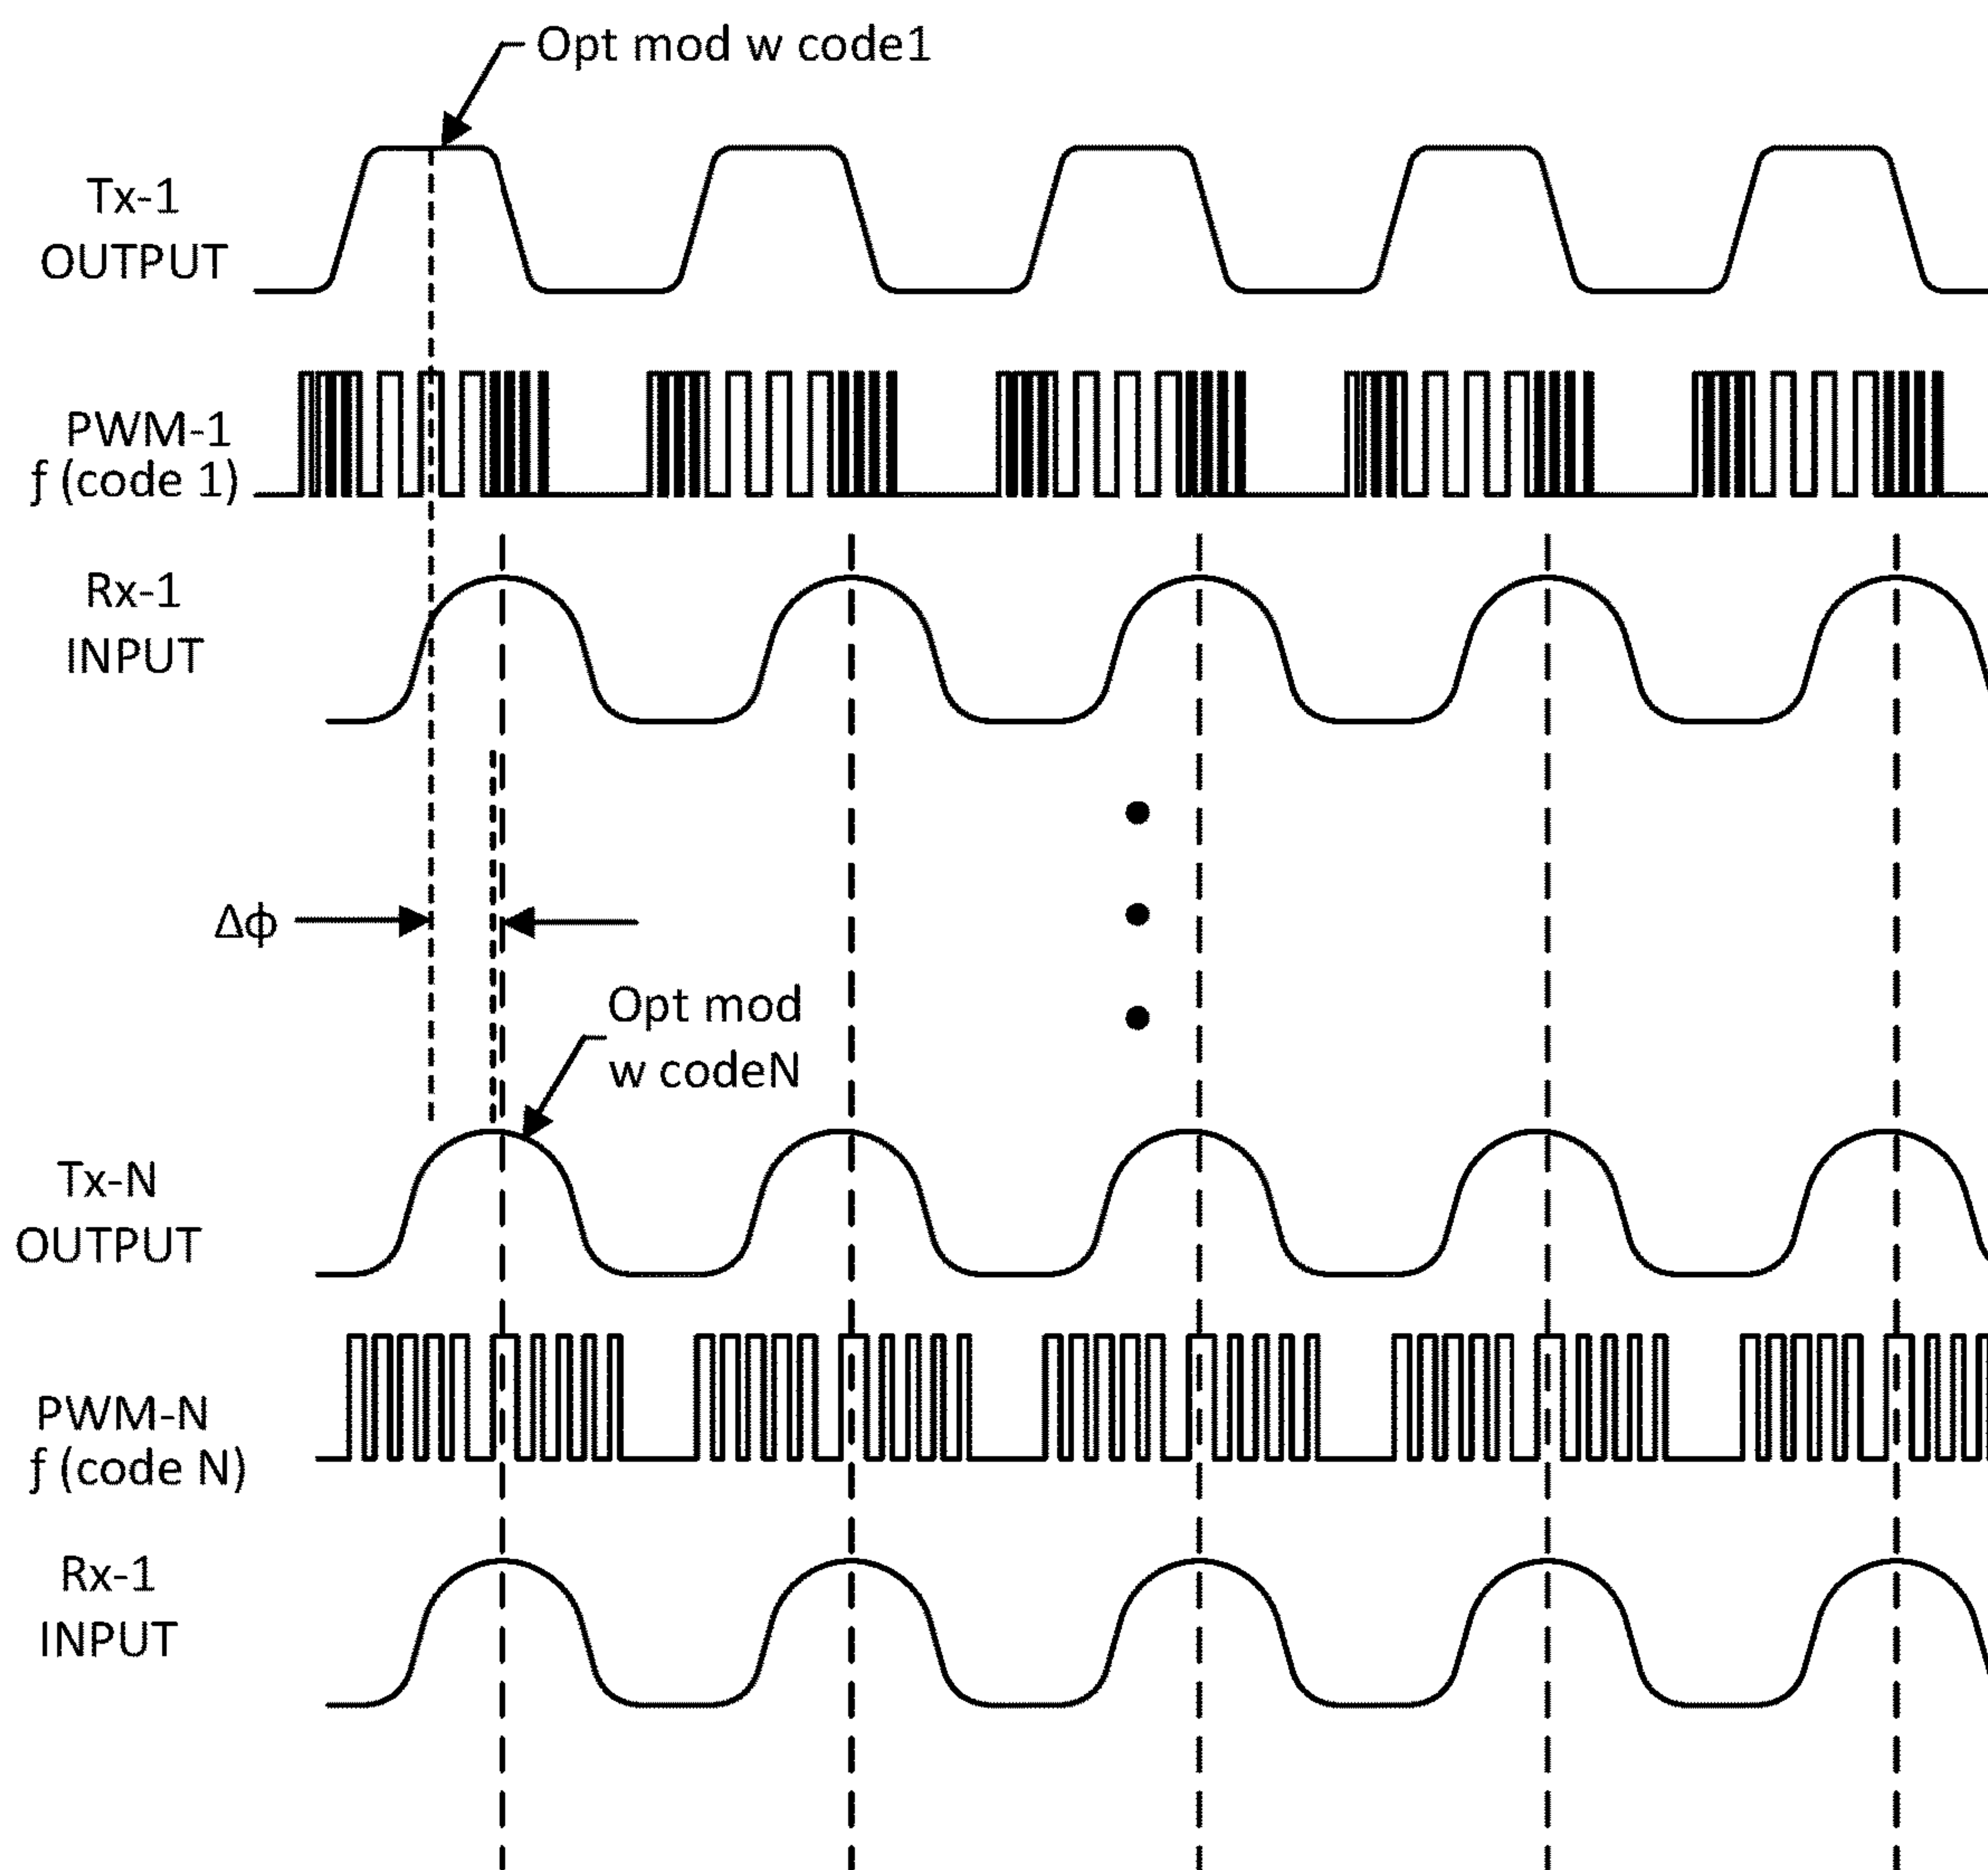 Opt mod w code1
Tx-1
OUTPUT
PWM-1
ƒ (code 1)
Rx-1
INPUT
Δϕ
Opt mod
w codeN
Tx-N
OUTPUT
PWM-N
ƒ (code N)
Rx-1
INPUT